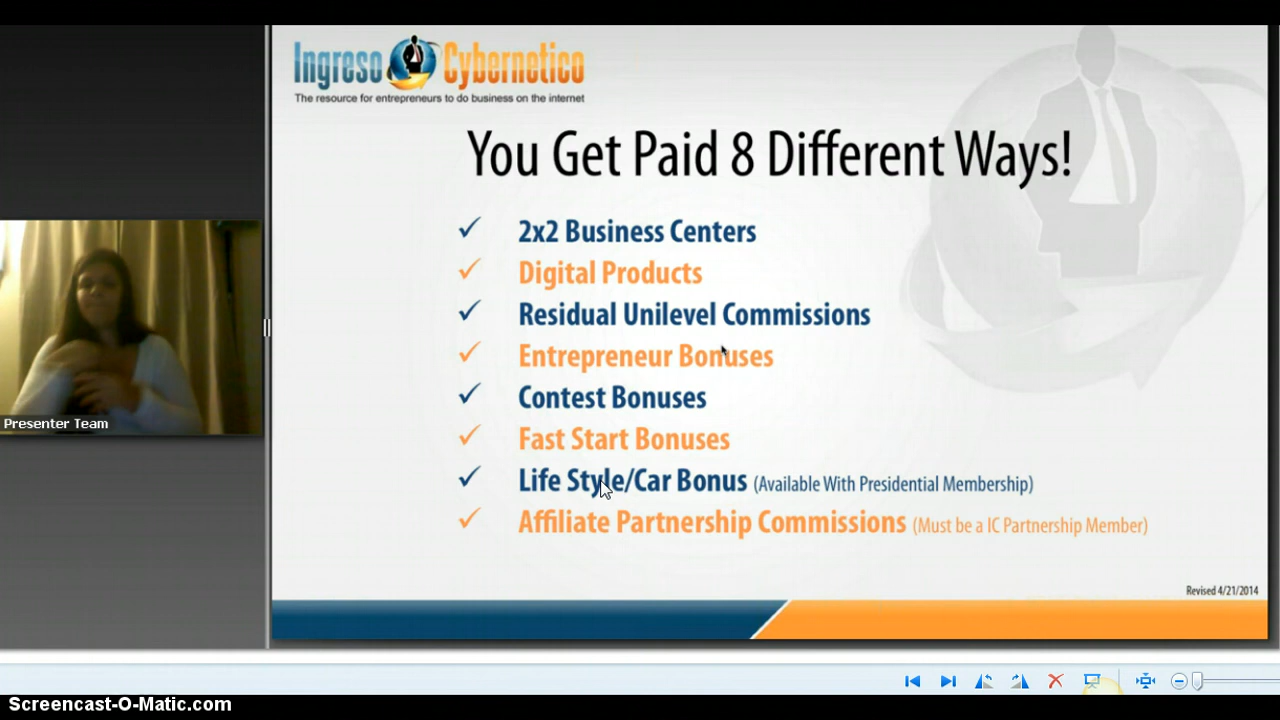 Ingreso Cybernetico
The resource for entrepreneurs to do business on the internet
You Get Paid 8 Different Ways!
2x2 Business Centers
Digital Products
Residual Unilevel Commissions
Entrepreneur Bonuses
Contest Bonuses
Fast Start Bonuses
Life Style/Car Bonus (Available With Presidential Membership)
Affiliate Partnership Commissions (Must be a IC Partnership Member)
Presenter Team
Revised 4/21/2014
Screencast-O-Matic.com